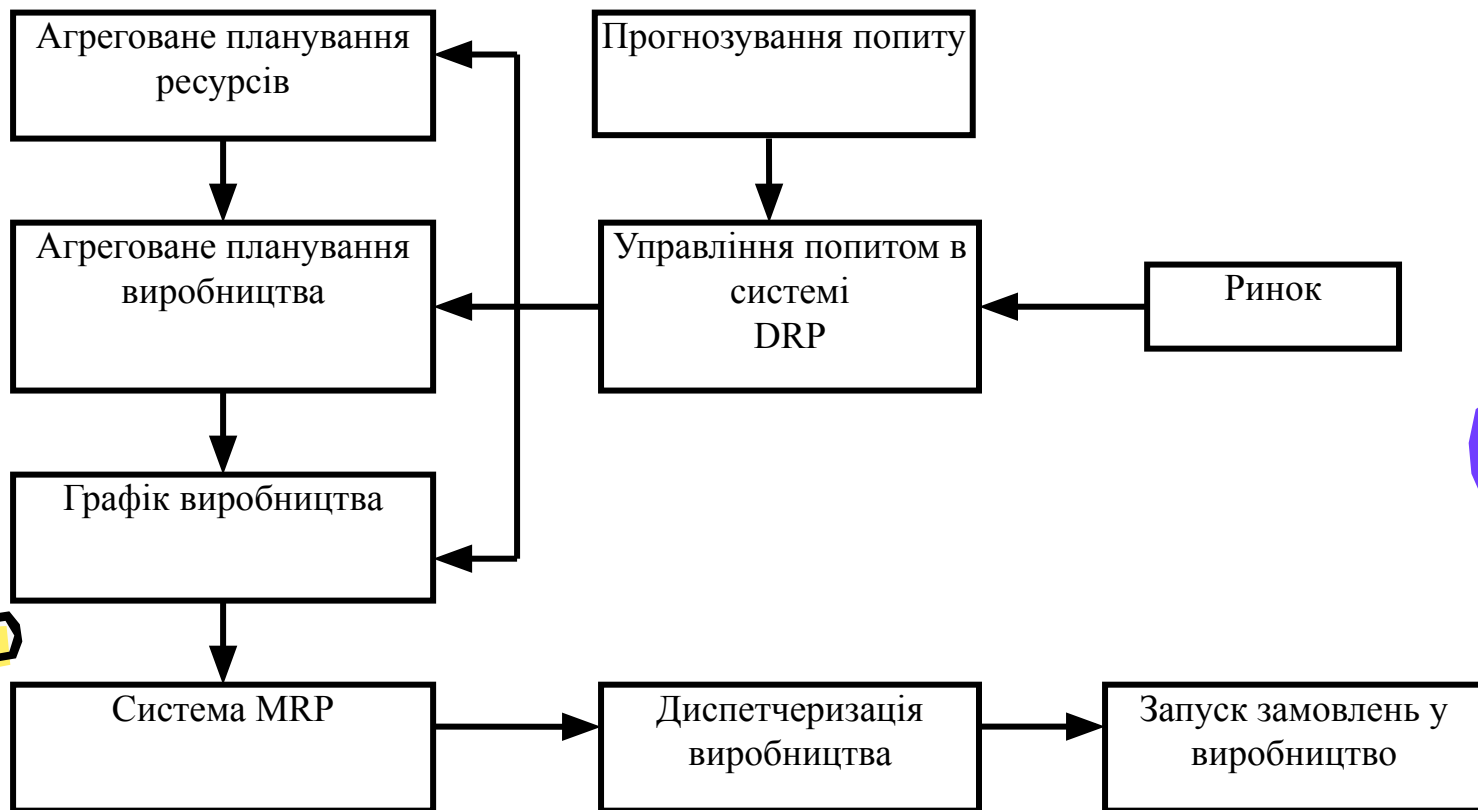 Агреговане планування
ресурсів
Прогнозування попиту
Агреговане планування
виробництва
Управління попитом в
системі
DRP
Ринок
Графік виробництва
Система MRP
Диспетчеризація
виробництва
Запуск замовлень у
виробництво